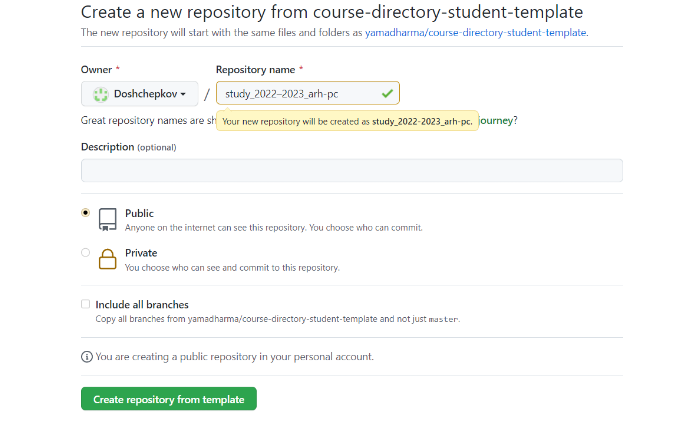 Create a new repository from course-directory-student-template
The new repository will start with the same files and folders as yamadharma/course-directory-student-template.
Owner * Repository name *
Doshchepkov / study_2022–2023_arh-pc
Great repository names are sh
Your new repository will be created as study_2022-2023_arh-pc.
ourney?
Description (optional)
Public
Anyone on the internet can see this repository. You choose who can commit.
Private
You choose who can see and commit to this repository.
Include all branches
Copy all branches from yamadharma/course-directory-student-template and not just master.
You are creating a public repository in your personal account.
Create repository from template